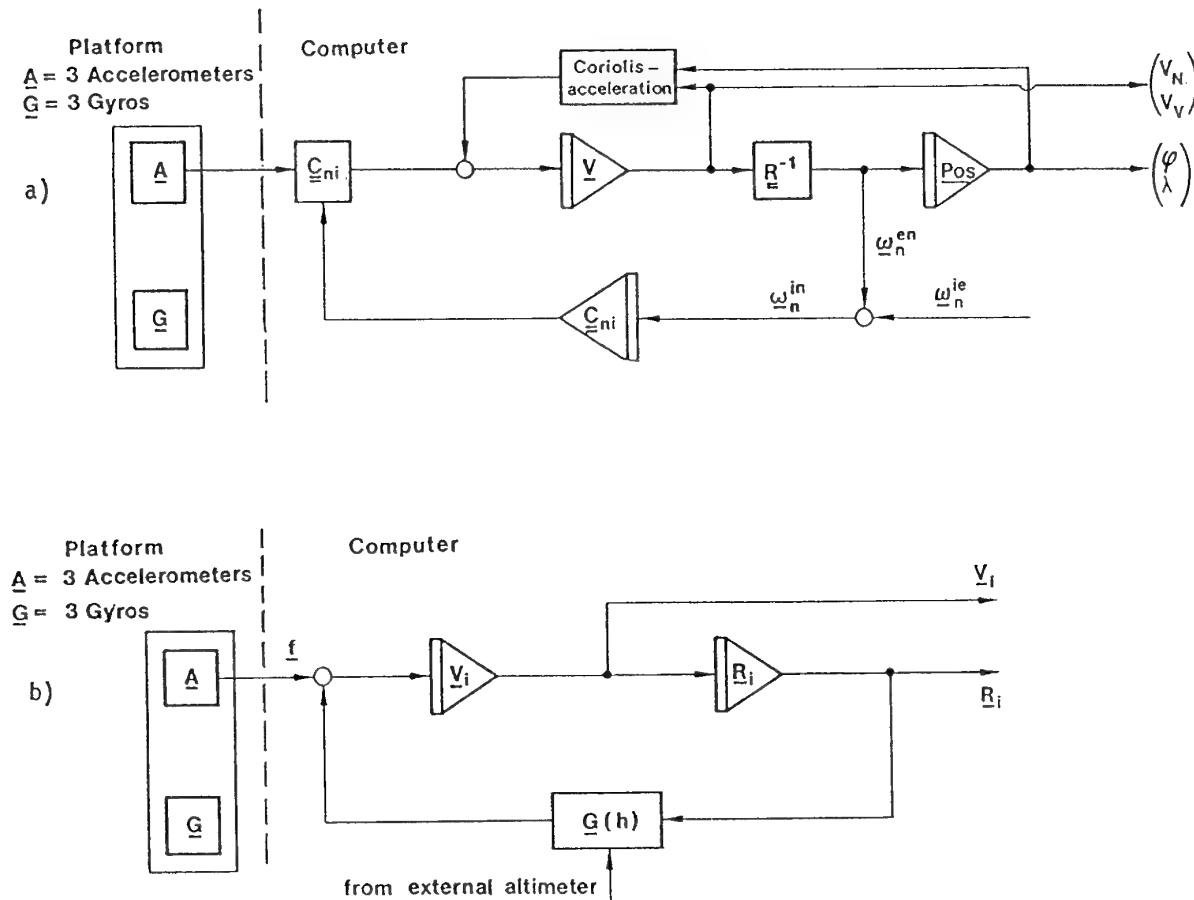 Platform
Computer
A = 3 Accelerometers
G = 3 Gyros
Coriolis –
acceleration
(V_N.
V_V)
a)
A
C_ni
V
R⁻¹
Pos
(φ
λ)
ω_n^en
G
C_ni
ω_n^in
ω_n^ie
Platform
Computer
A = 3 Accelerometers
G = 3 Gyros
V_i
b)
A
f
V_i
R_i
R_i
G
G(h)
from external altimeter